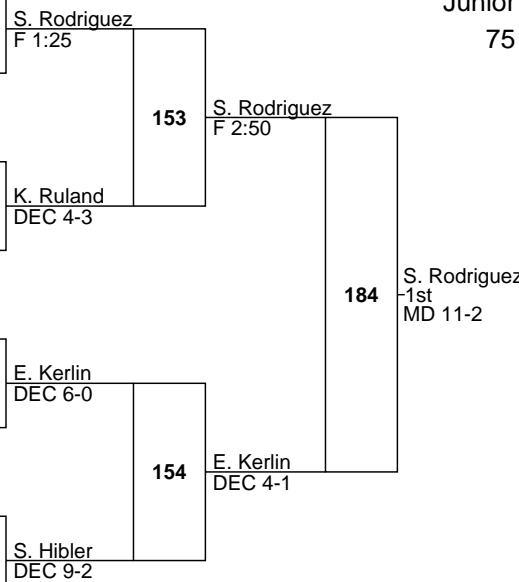 Junior
75
S. Rodriguez
F 1:25
153
S. Rodriguez
F 2:50
K. Ruland
DEC 4-3
184
S. Rodriguez
1st
MD 11-2
E. Kerlin
DEC 6-0
154
E. Kerlin
DEC 4-1
S. Hibler
DEC 9-2